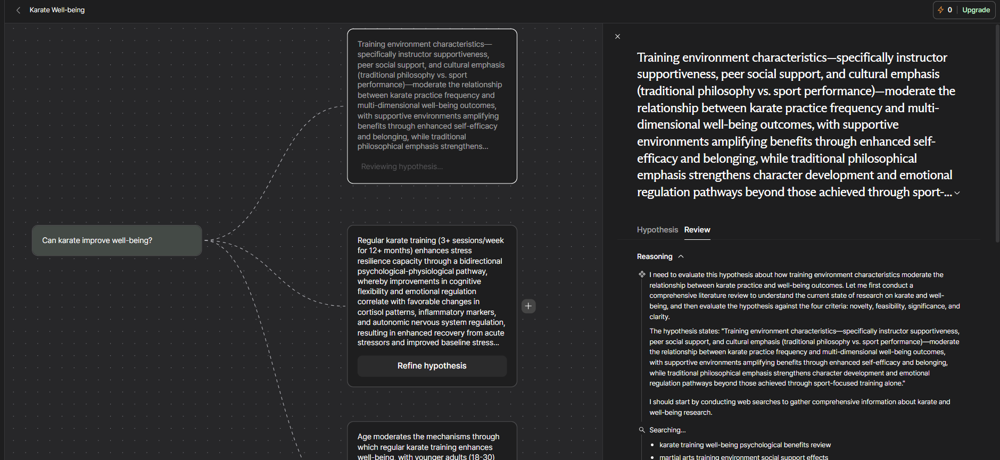 Karate Well-being
0
Upgrade
Training environment characteristics—
specifically instructor supportiveness,
peer social support, and cultural emphasis
(traditional philosophy vs. sport
performance)—moderate the relationship
between karate practice frequency and
multi-dimensional well-being outcomes,
with supportive environments amplifying
benefits through enhanced self-efficacy
and belonging, while traditional
philosophical emphasis strengthens...
Reviewing hypothesis...
Can karate improve well-being?
Regular karate training (3+ sessions/week
for 12+ months) enhances stress
resilience capacity through a bidirectional
psychological-physiological pathway,
whereby improvements in cognitive
flexibility and emotional regulation
correlate with favorable changes in
cortisol patterns, inflammatory markers,
and autonomic nervous system regulation,
resulting in enhanced recovery from acute
stressors and improved baseline stress...
Refine hypothesis
Age moderates the mechanisms through
which regular karate training enhances
well-being, with younger adults (18-30)
Training environment characteristics—specifically instructor
supportiveness, peer social support, and cultural emphasis
(traditional philosophy vs. sport performance)—moderate the
relationship between karate practice frequency and multi-
dimensional well-being outcomes, with supportive
environments amplifying benefits through enhanced self-
efficacy and belonging, while traditional philosophical
emphasis strengthens character development and emotional
regulation pathways beyond those achieved through sport-...
Hypothesis
Review
Reasoning
I need to evaluate this hypothesis about how training environment characteristics moderate the
relationship between karate practice and well-being outcomes. Let me first conduct a
comprehensive literature review to understand the current state of research on karate and well-
being, and then evaluate the hypothesis against the four criteria: novelty, feasibility, significance, and
clarity.
The hypothesis states: "Training environment characteristics—specifically instructor supportiveness,
peer social support, and cultural emphasis (traditional philosophy vs. sport performance)—moderate
the relationship between karate practice frequency and multi-dimensional well-being outcomes,
with supportive environments amplifying benefits through enhanced self-efficacy and belonging,
while traditional philosophical emphasis strengthens character development and emotional
regulation pathways beyond those achieved through sport-focused training alone."
I should start by conducting web searches to gather comprehensive information about karate and
well-being research.
Searching...
• karate training well-being psychological benefits review
• martial arts training environment social support effects